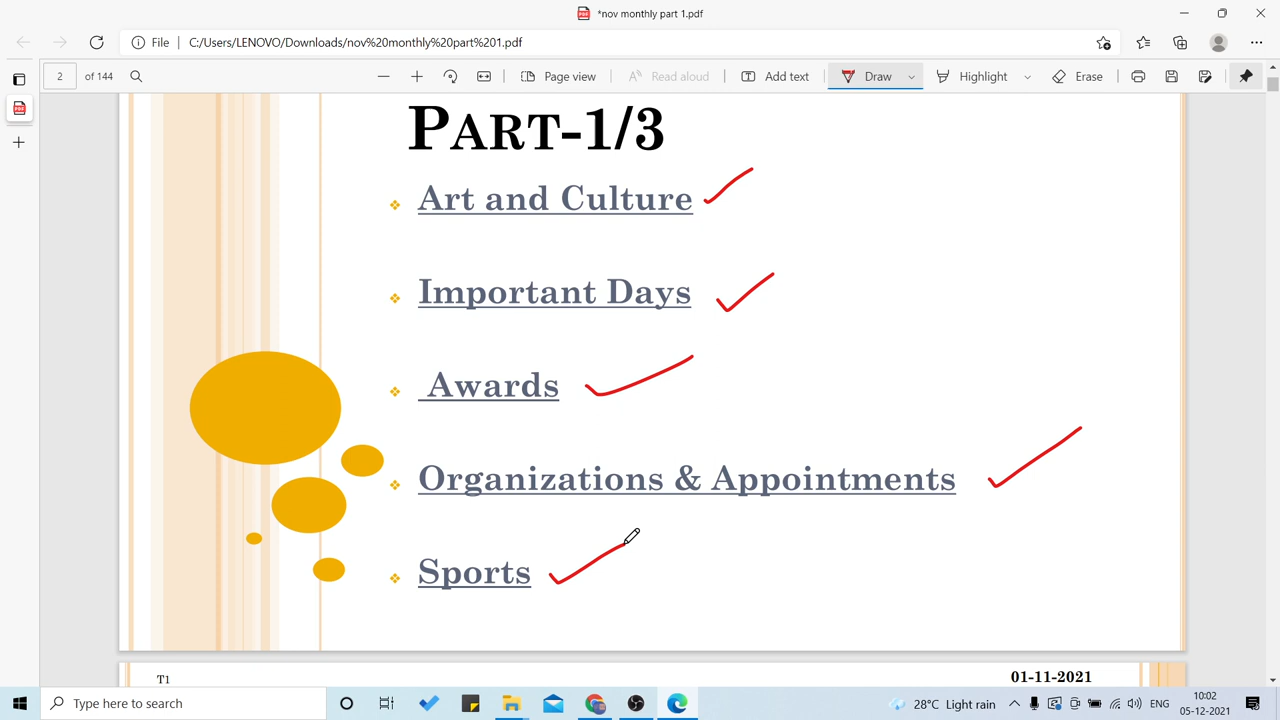 *nov monthly part 1.pdf
File C:/Users/LENOVO/Downloads/nov%20monthly%20part%201.pdf
2 of 144 Page view Read aloud Add text Draw Highlight Erase
PART-1/3
Art and Culture
Important Days
Awards
Organizations & Appointments
Sports
T1 01-11-2021
Type here to search 28°C Light rain ENG 10:02
05-12-2021